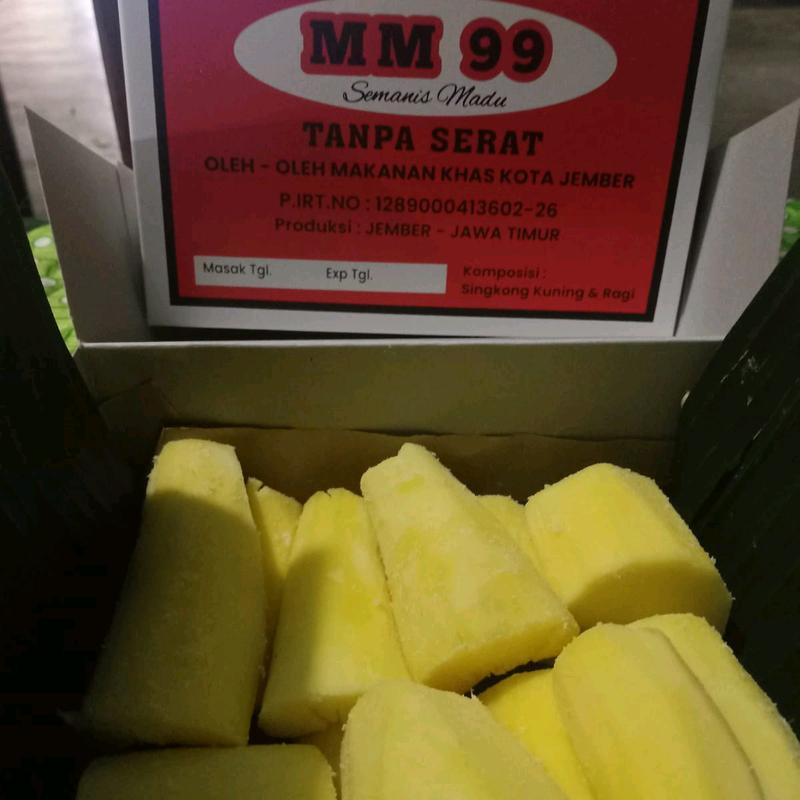 MM 99
Semanis Madu
TANPA SERAT
OLEH - OLEH MAKANAN KHAS KOTA JEMBER
P.IRT.NO : 1289000413602-26
Produksi : JEMBER - JAWA TIMUR
Masak Tgl. Exp Tgl.
Komposisi :
Singkong Kuning & Ragi